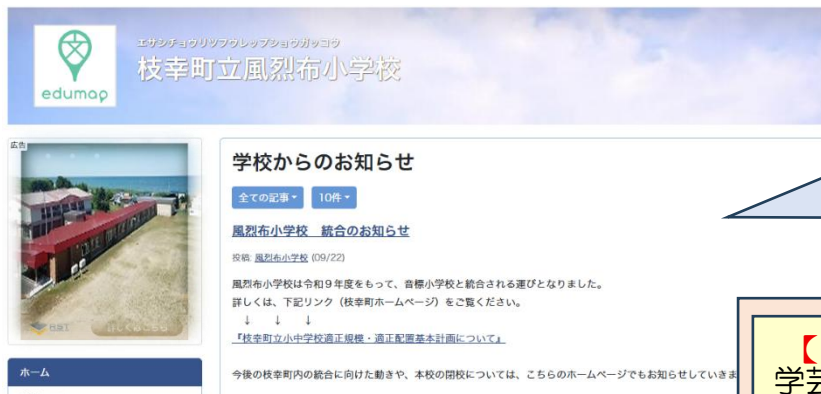 エサシチョウリツフウレップショウガッコウ
枝幸町立風烈布小学校
edumap
広告
学校からのお知らせ
全ての記事
10件
風烈布小学校 統合のお知らせ
投稿: 風烈布小学校 (09/22)
風烈布小学校は令和9年度をもって、音標小学校と統合される運びとなりました。
詳しくは、下記リンク（枝幸町ホームページ）をご覧ください。
↓ ↓ ↓
『枝幸町立小中学校適正規模・適正配置基本計画について』
ホーム
今後の枝幸町内の統合に向けた動きや、本校の閉校については、こちらのホームページでもお知らせしていきま
【
学芸